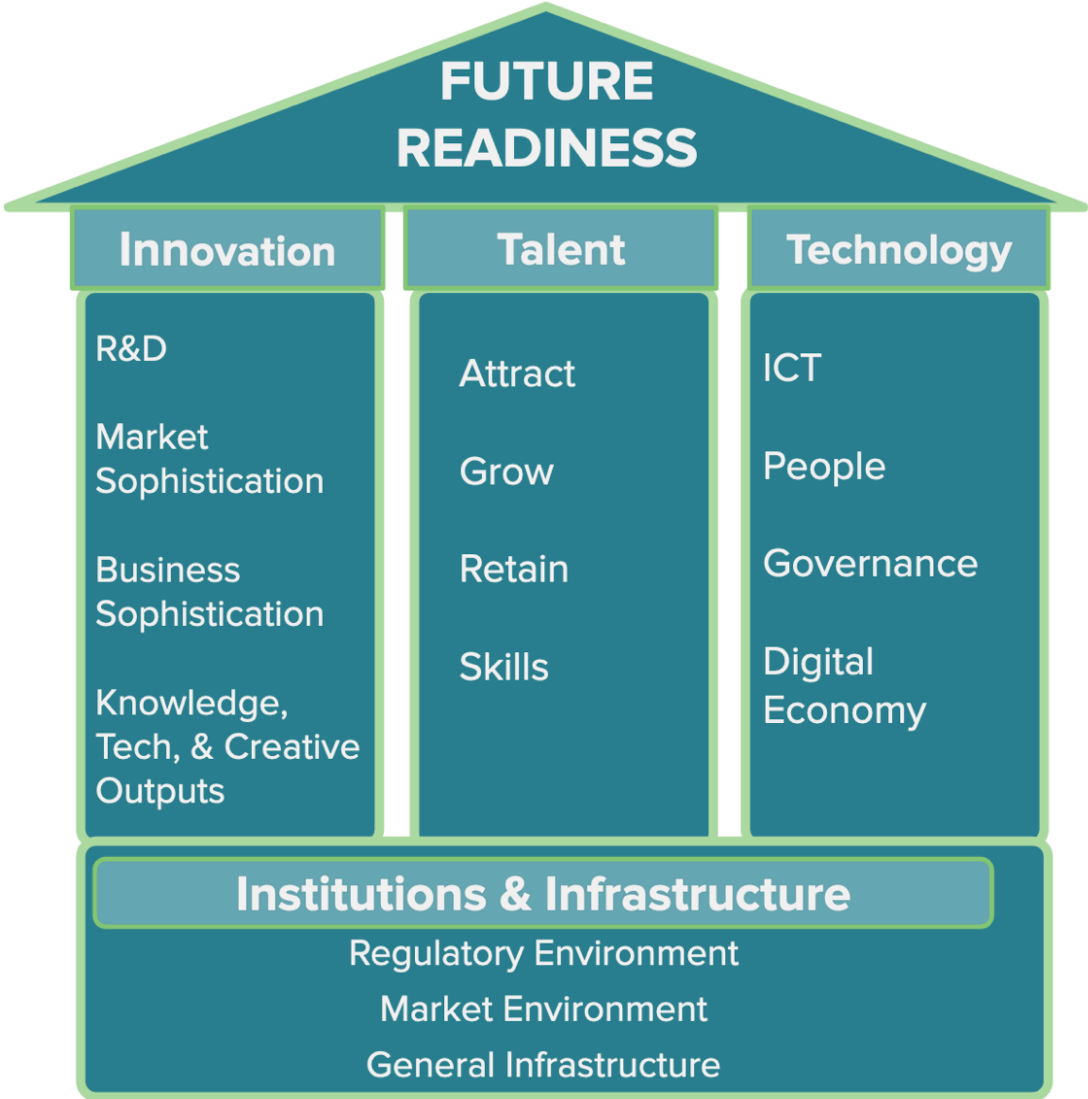 FUTURE
READINESS
Innovation
R&D
Market
Sophistication
Business
Sophistication
Knowledge,
Tech, & Creative
Outputs
Talent
Attract
Grow
Retain
Skills
Technology
ICT
People
Governance
Digital
Economy
Institutions & Infrastructure
Regulatory Environment
Market Environment
General Infrastructure